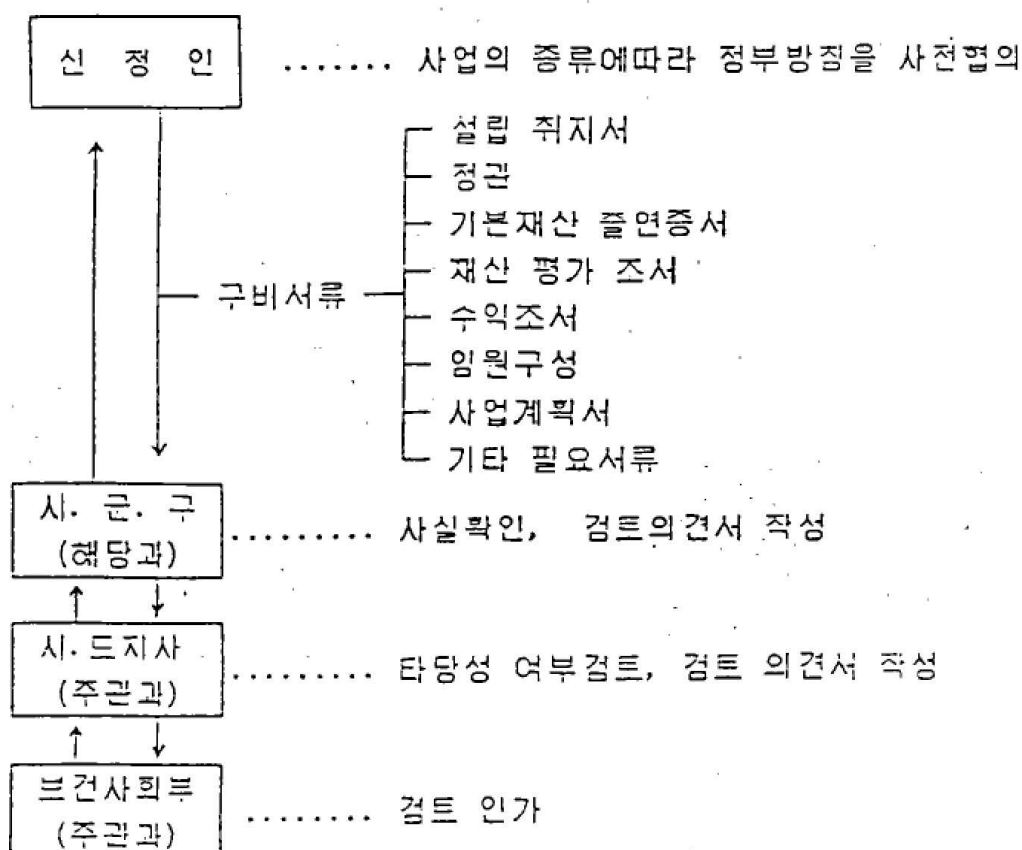 신 청 인 ....... 사업의 종류에따라 정부방침을 사전협의
설립 취지서
정관
기본재산 출연증서
재산 평가 조서
구비서류
수익조서
임원구성
사업계획서
기타 필요서류
시. 군. 구
(해당과) ......... 사실확인, 검토의견서 작성
시. 도지사
(주관과) ......... 타당성 여부검토, 검토 의견서 작성
보건사회부
(주관과) ........ 검토 인가